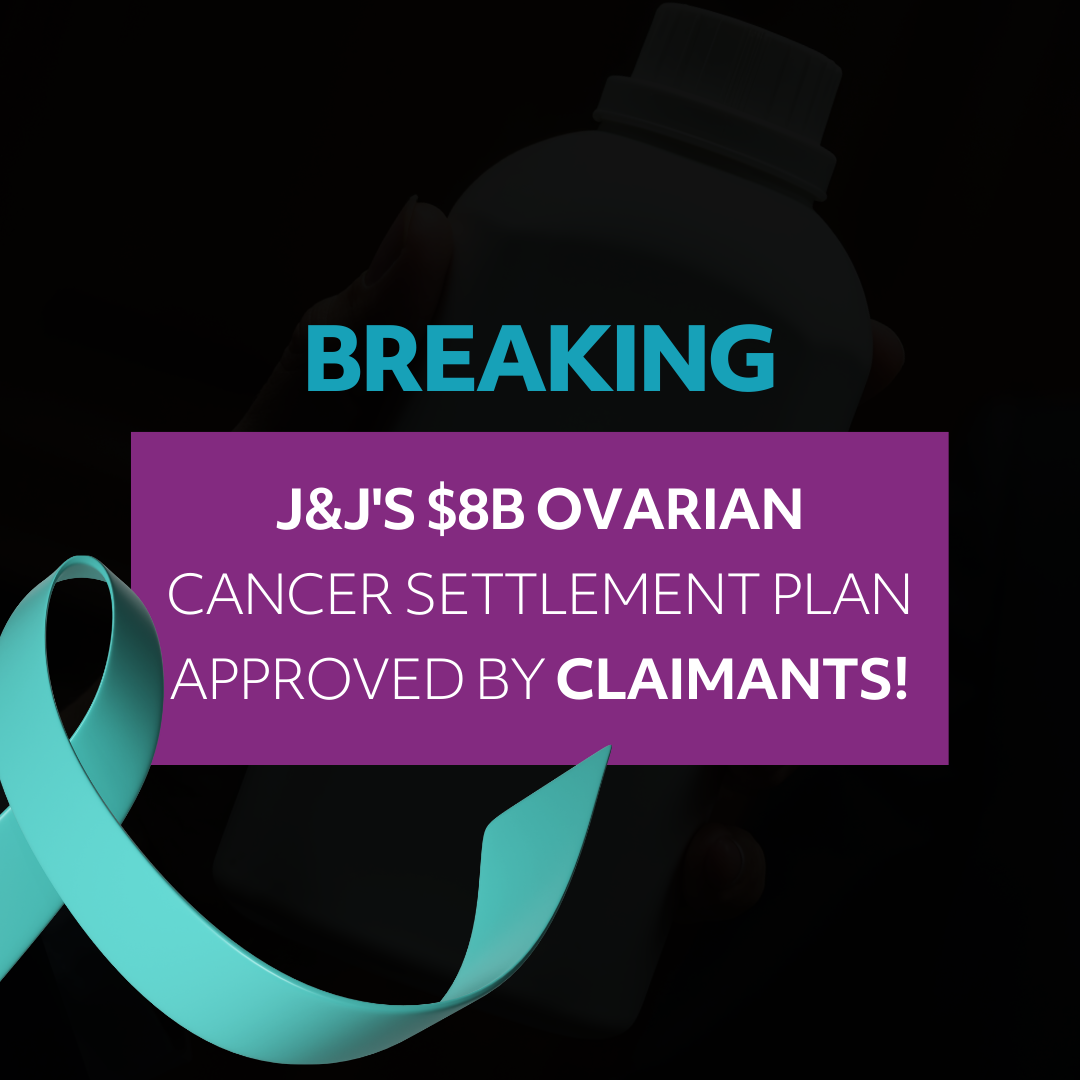 BREAKING
J&J'S $8B OVARIAN
CANCER SETTLEMENT PLAN
APPROVED BY CLAIMANTS!